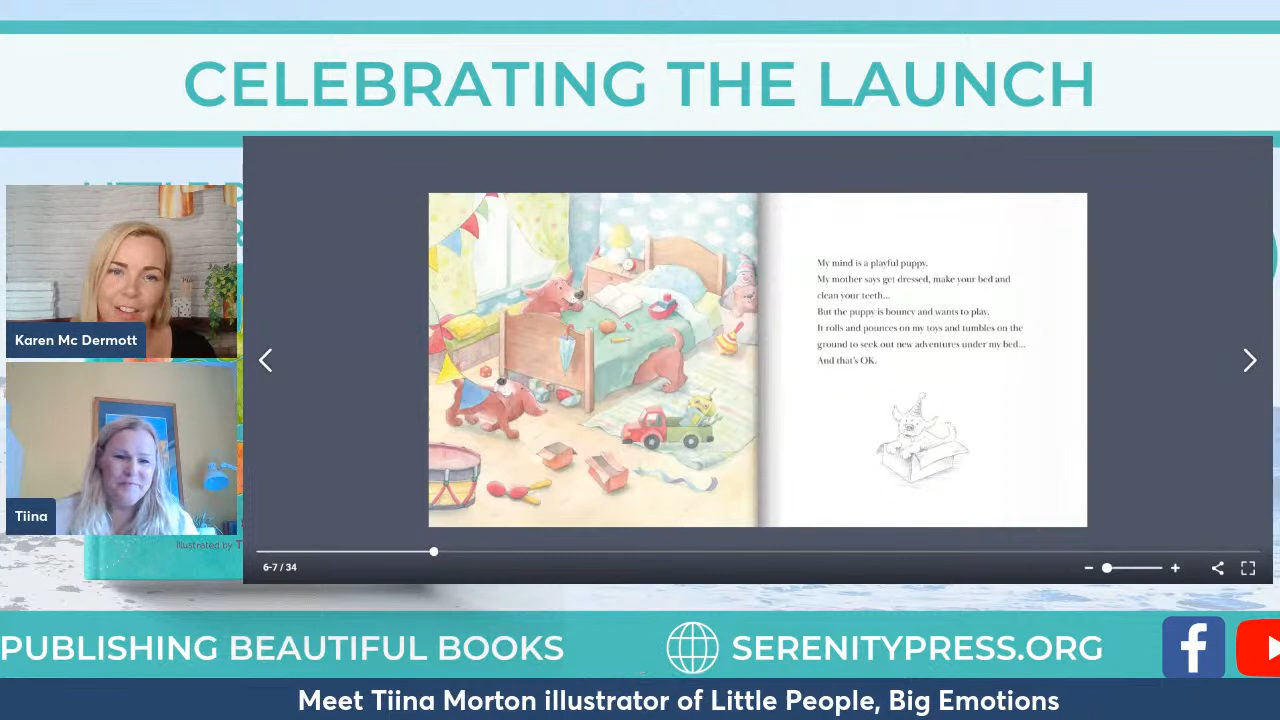 CELEBRATING THE LAUNCH
Karen Mc Dermott
Tiina
My mind is a playful puppy.
My mother says get dressed, make your bed and
clean your teeth...
But the puppy is bouncy and wants to play.
It rolls and pounces on my toys and tumbles on the
ground to seek out new adventures under my bed...
And that's OK.
Illustrated by T
6-7 / 34
PUBLISHING BEAUTIFUL BOOKS
SERENITYPRESS.ORG
Meet Tiina Morton illustrator of Little People, Big Emotions